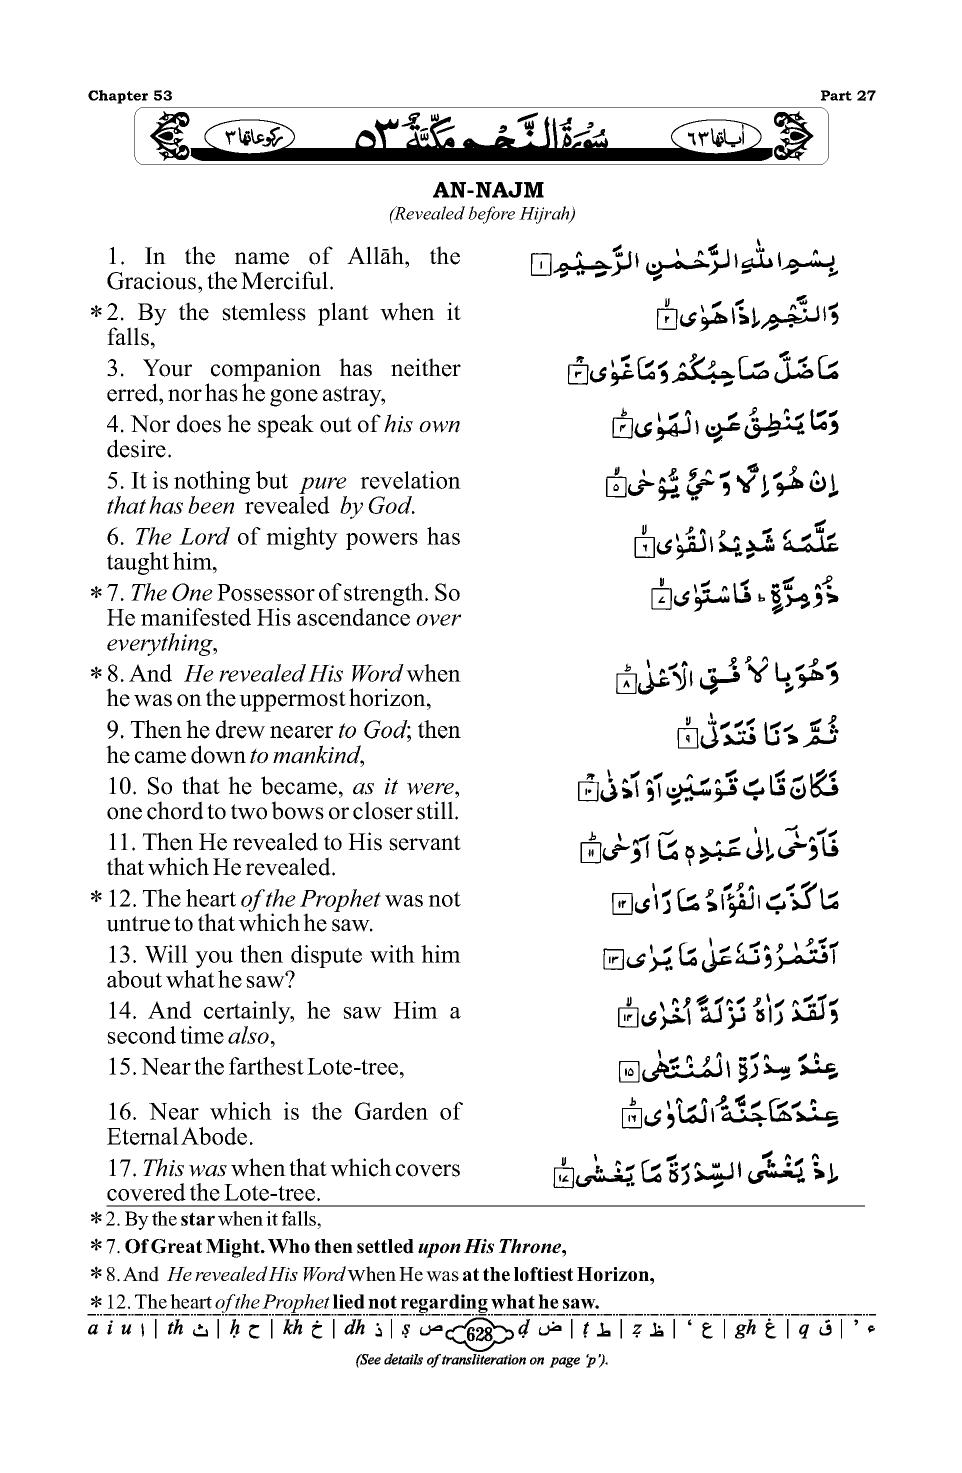 Chapter 53
Part 27
رکوعاتها ٣
سُوْرَةُ النَّجْمِ مَكِّيَّةٌ ٥٣
اٰیاتها ٦٣
AN-NAJM
(Revealed before Hijrah)
1. In the name of Allāh, the
Gracious, the Merciful.
بِسْمِ اللّٰهِ الرَّحْمٰنِ الرَّحِيْمِ ١
* 2. By the stemless plant when it
falls,
وَالنَّجْمِ اِذَا هَوٰى ۙ ٢
3. Your companion has neither
erred, nor has he gone astray,
مَا ضَلَّ صَاحِبُكُمْ وَمَا غَوٰى ۚ ٣
4. Nor does he speak out of his own
desire.
وَمَا يَنْطِقُ عَنِ الْهَوٰى ؕ ٤
5. It is nothing but pure revelation
that has been revealed by God.
اِنْ هُوَ اِلَّا وَحْيٌ يُّوْحٰى ۙ ٥
6. The Lord of mighty powers has
taught him,
عَلَّمَهٗ شَدِيْدُ الْقُوٰى ۙ ٦
* 7. The One Possessor of strength. So
He manifested His ascendance over
everything,
ذُوْ مِرَّةٍ ؕ فَاسْتَوٰى ۙ ٧
* 8. And He revealed His Word when
he was on the uppermost horizon,
وَهُوَ بِالْاُفُقِ الْاَعْلٰى ؕ ٨
9. Then he drew nearer to God; then
he came down to mankind,
ثُمَّ دَنَا فَتَدَلّٰى ۙ ٩
10. So that he became, as it were,
one chord to two bows or closer still.
فَكَانَ قَابَ قَوْسَيْنِ اَوْ اَدْنٰى ۚ ١٠
11. Then He revealed to His servant
that which He revealed.
فَاَوْحٰۤى اِلٰى عَبْدِهٖ مَاۤ اَوْحٰى ؕ ١١
* 12. The heart of the Prophet was not
untrue to that which he saw.
مَا كَذَبَ الْفُؤَادُ مَا رَاٰى ١٢
13. Will you then dispute with him
about what he saw?
اَفَتُمٰرُوْنَهٗ عَلٰى مَا يَرٰى ١٣
14. And certainly, he saw Him a
second time also,
وَلَقَدْ رَاٰهُ نَزْلَةً اُخْرٰى ۙ ١٤
15. Near the farthest Lote-tree,
عِنْدَ سِدْرَةِ الْمُنْتَهٰى ١٥
16. Near which is the Garden of
Eternal Abode.
عِنْدَهَا جَنَّةُ الْمَاْوٰى ؕ ١٦
17. This was when that which covers
covered the Lote-tree.
اِذْ يَغْشَى السِّدْرَةَ مَا يَغْشٰى ۙ ١٧
* 2. By the star when it falls,
* 7. Of Great Might. Who then settled upon His Throne,
* 8. And He revealed His Word when He was at the loftiest Horizon,
* 12. The heart of the Prophet lied not regarding what he saw.
a i u ا | th ث | ḥ ح | kh خ | dh ذ | ṣ ص 628 ḍ ض | ṭ ط | ẓ ظ | ‘ ع | gh غ | q ق | ’ ء
(See details of transliteration on page ‘p’).